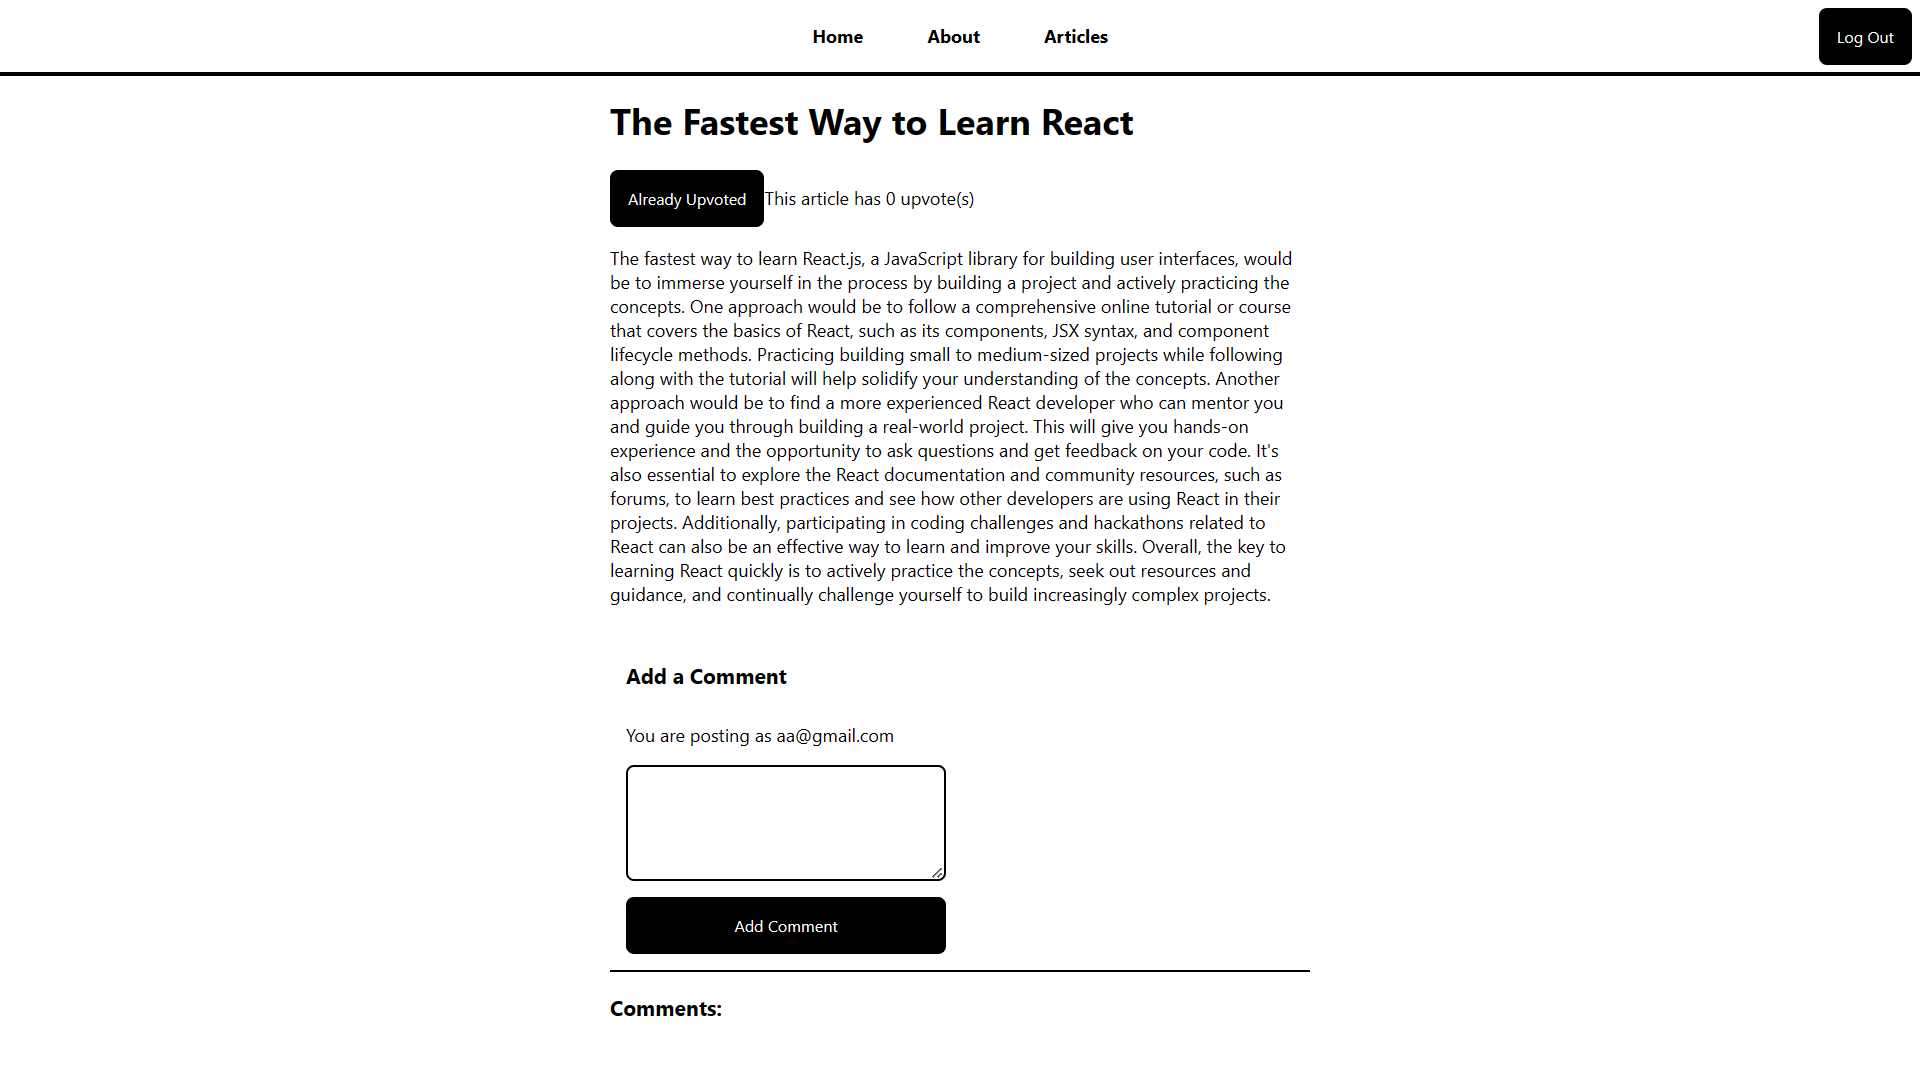 Home About Articles Log Out
The Fastest Way to Learn React
Already Upvoted This article has 0 upvote(s)
The fastest way to learn React.js, a JavaScript library for building user interfaces, would
be to immerse yourself in the process by building a project and actively practicing the
concepts. One approach would be to follow a comprehensive online tutorial or course
that covers the basics of React, such as its components, JSX syntax, and component
lifecycle methods. Practicing building small to medium-sized projects while following
along with the tutorial will help solidify your understanding of the concepts. Another
approach would be to find a more experienced React developer who can mentor you
and guide you through building a real-world project. This will give you hands-on
experience and the opportunity to ask questions and get feedback on your code. It's
also essential to explore the React documentation and community resources, such as
forums, to learn best practices and see how other developers are using React in their
projects. Additionally, participating in coding challenges and hackathons related to
React can also be an effective way to learn and improve your skills. Overall, the key to
learning React quickly is to actively practice the concepts, seek out resources and
guidance, and continually challenge yourself to build increasingly complex projects.
Add a Comment
You are posting as aa@gmail.com
Add Comment
Comments: